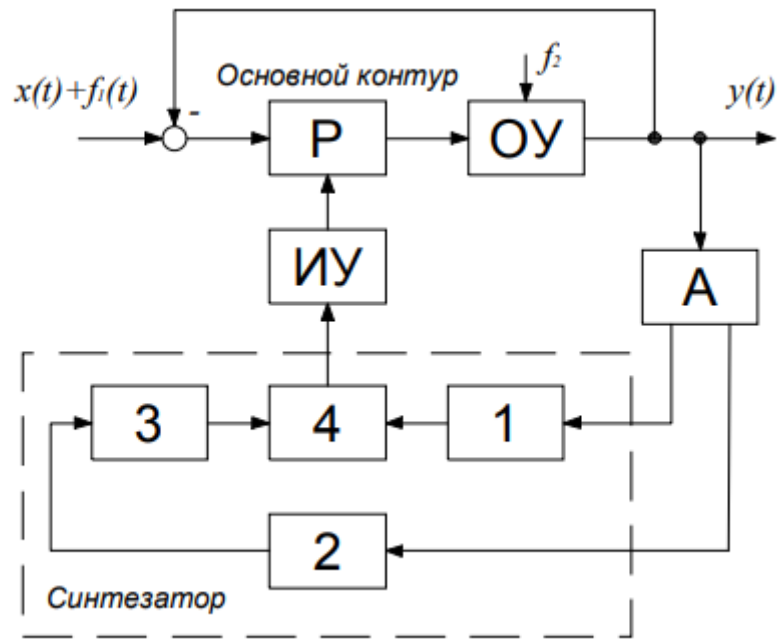 Основной контур
x(t)+f₁(t)
-
f₂
y(t)
Р
ОУ
ИУ
А
3
4
1
2
Синтезатор